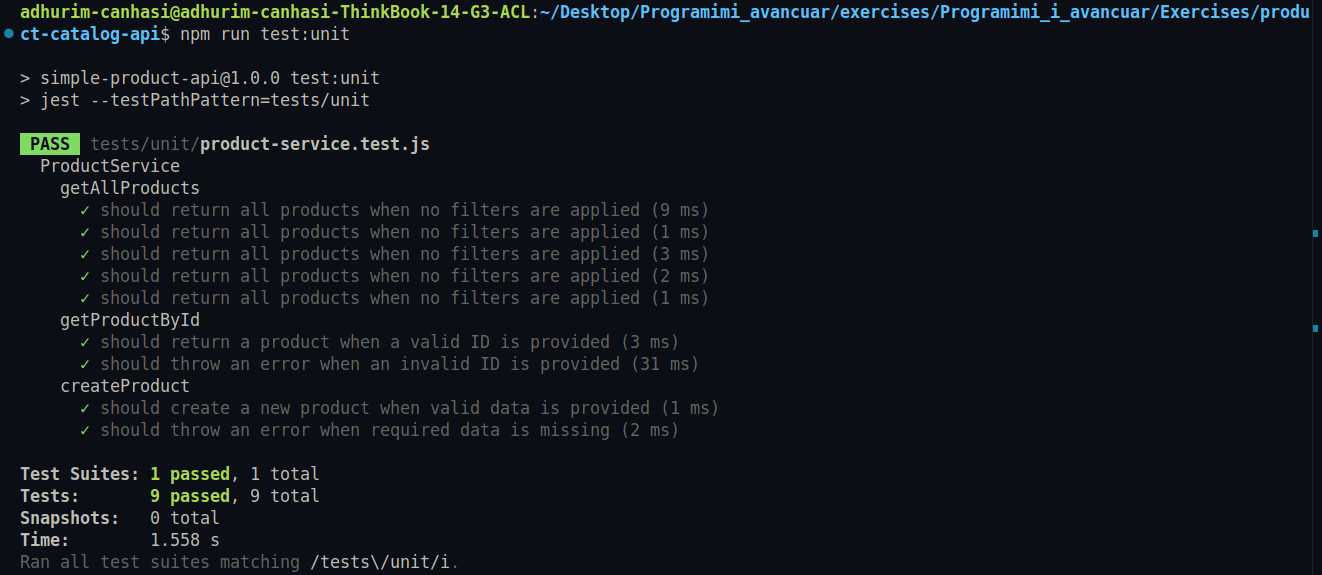 adhurim-canhasi@adhurim-canhasi-ThinkBook-14-G3-ACL:~/Desktop/Programimi_avancuar/exercises/Programimi_i_avancuar/Exercises/produ
ct-catalog-api$ npm run test:unit
> simple-product-api@1.0.0 test:unit
> jest --testPathPattern=tests/unit
PASS tests/unit/product-service.test.js
ProductService
getAllProducts
✓ should return all products when no filters are applied (9 ms)
✓ should return all products when no filters are applied (1 ms)
✓ should return all products when no filters are applied (3 ms)
✓ should return all products when no filters are applied (2 ms)
✓ should return all products when no filters are applied (1 ms)
getProductById
✓ should return a product when a valid ID is provided (3 ms)
✓ should throw an error when an invalid ID is provided (31 ms)
createProduct
✓ should create a new product when valid data is provided (1 ms)
✓ should throw an error when required data is missing (2 ms)
Test Suites: 1 passed, 1 total
Tests: 9 passed, 9 total
Snapshots: 0 total
Time: 1.558 s
Ran all test suites matching /tests\/unit/i.